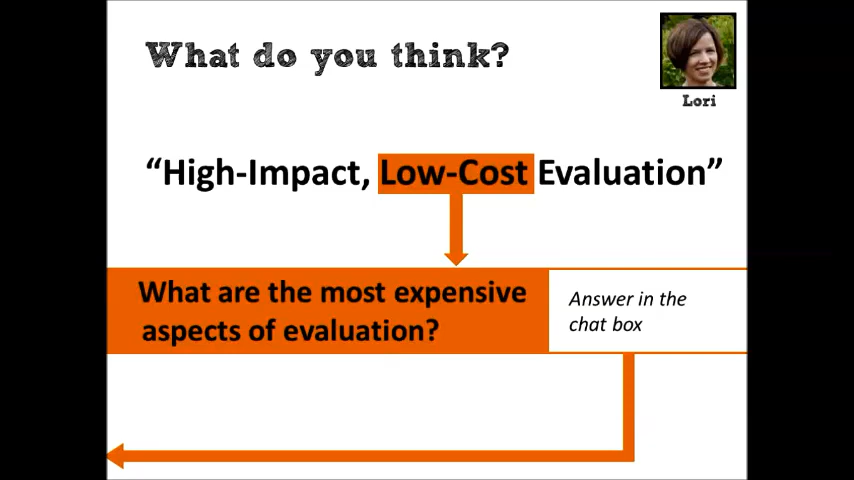 What do you think?
Lori
“High-Impact, Low-Cost Evaluation”
What are the most expensive
aspects of evaluation?
Answer in the
chat box